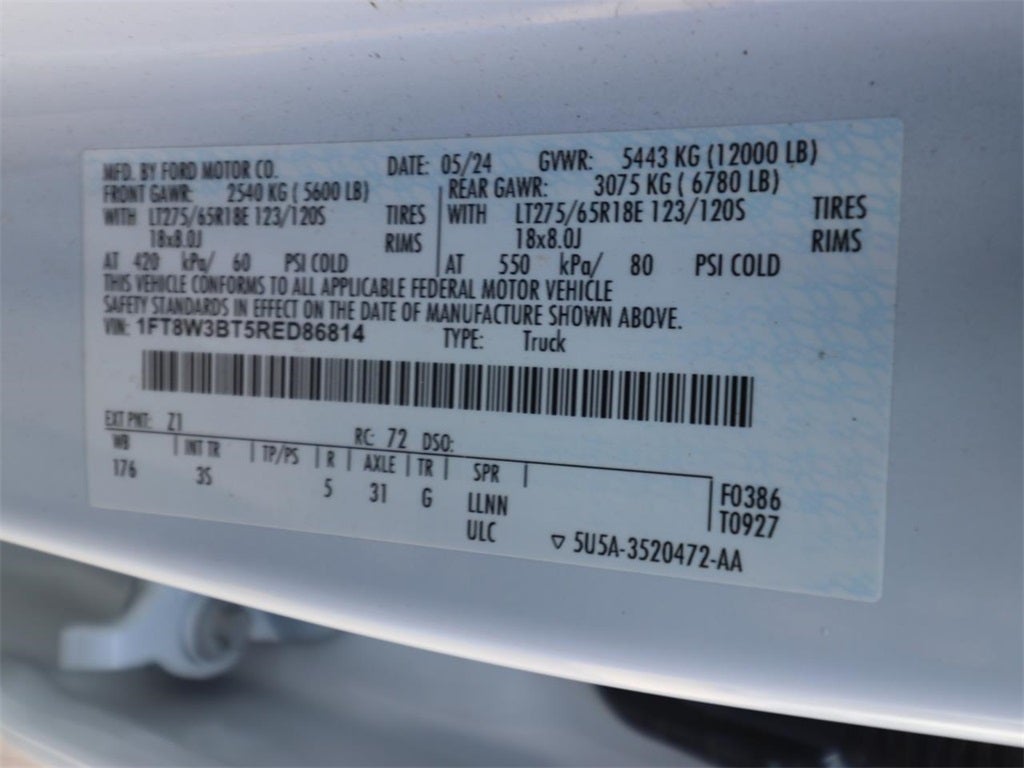 MFD. BY FORD MOTOR CO. DATE: 05/24 GVWR: 5443 KG (12000 LB)
FRONT GAWR: 2540 KG ( 5600 LB) REAR GAWR: 3075 KG ( 6780 LB)
WITH LT275/65R18E 123/120S TIRES WITH LT275/65R18E 123/120S TIRES
18x8.0J RIMS 18x8.0J RIMS
AT 420 kPa/ 60 PSI COLD AT 550 kPa/ 80 PSI COLD
THIS VEHICLE CONFORMS TO ALL APPLICABLE FEDERAL MOTOR VEHICLE
SAFETY STANDARDS IN EFFECT ON THE DATE OF MANUFACTURE SHOWN ABOVE.
VIN: 1FT8W3BT5RED86814 TYPE: Truck
EXT PNT: Z1 RC: 72 DSO:
WB INT TR TP/PS R AXLE TR SPR
176 3S 5 31 G LLNN F0386
ULC T0927
5U5A-3520472-AA